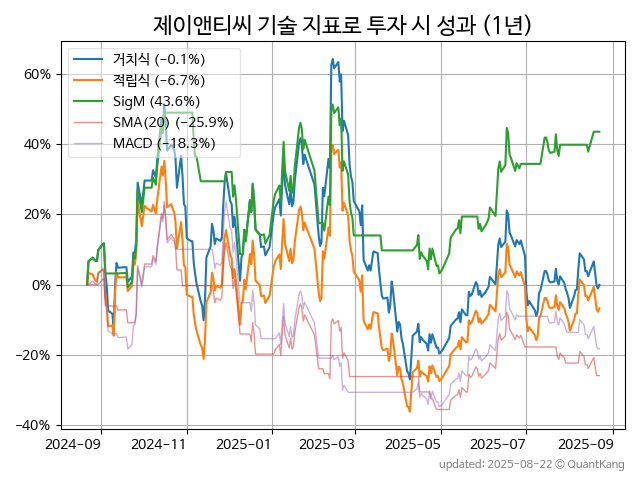 제이앤티씨 기술 지표로 투자 시 성과 (1년)
거치식 (−0.1%)
적립식 (−6.7%)
SigM (43.6%)
SMA(20) (−25.9%)
MACD (−18.3%)
60%
40%
20%
0%
−20%
−40%
2024-09 2024-11 2025-01 2025-03 2025-05 2025-07 2025-09
updated: 2025-08-22 © QuantKang